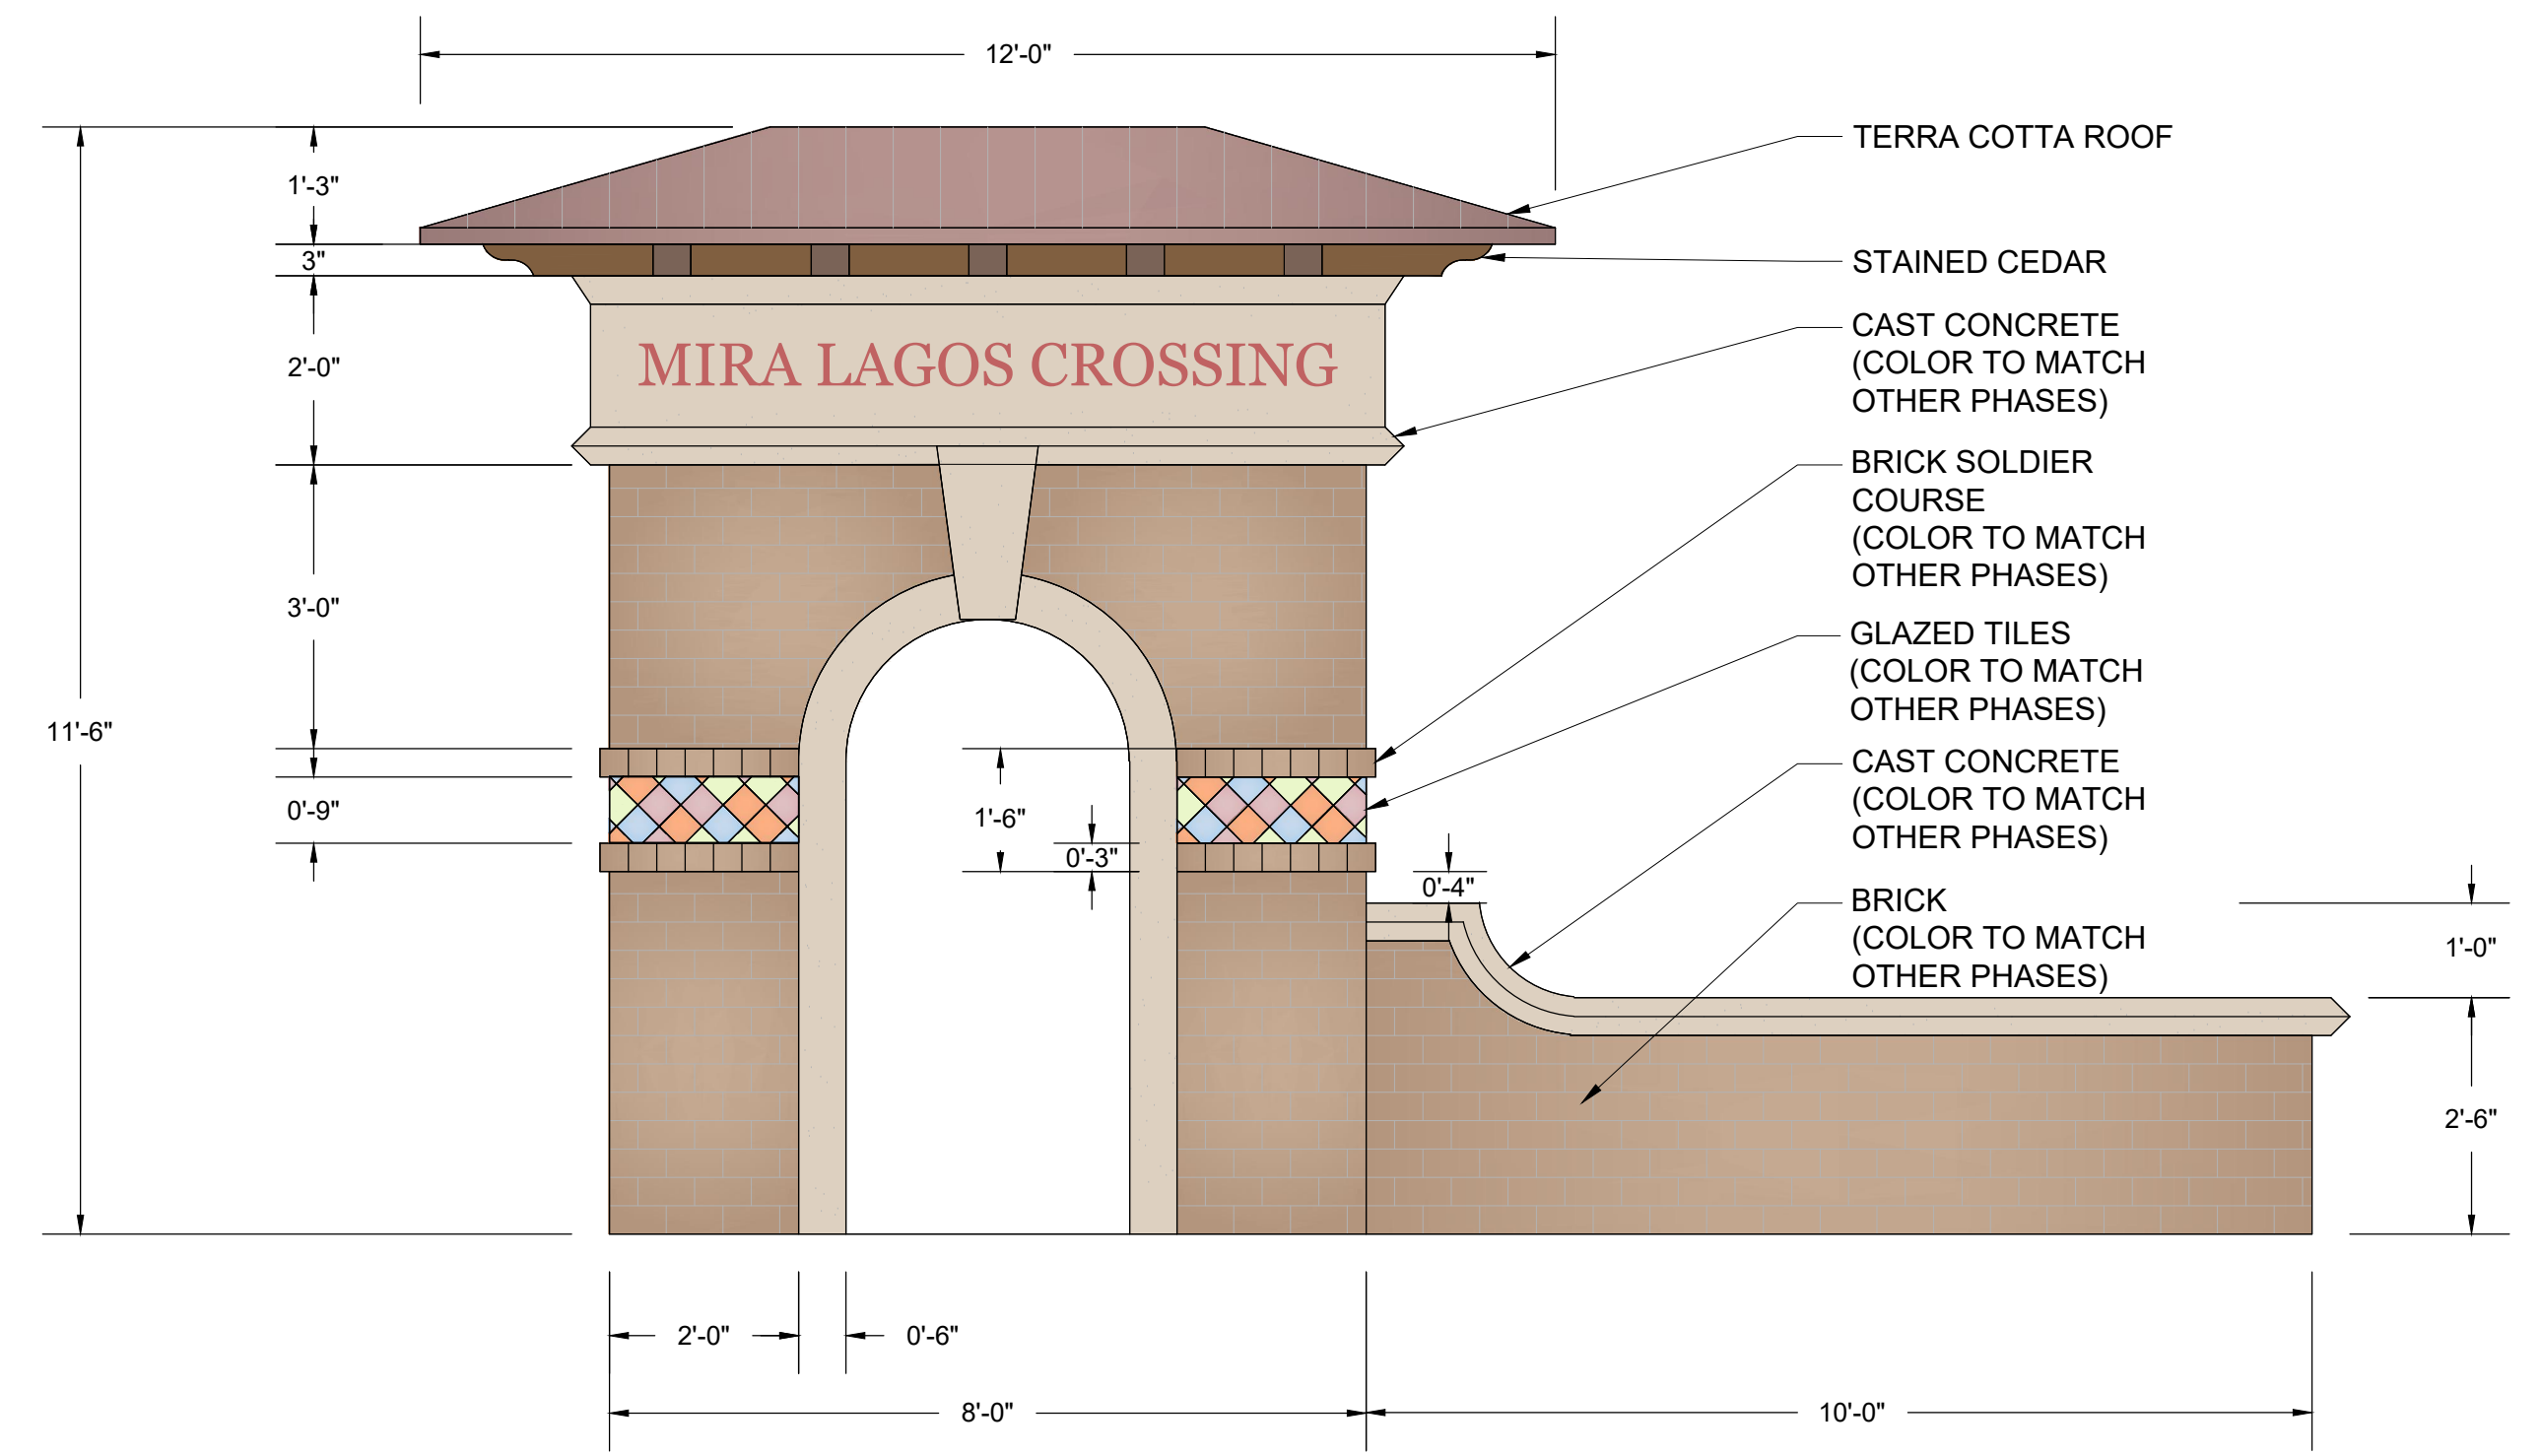 12'-0"
TERRA COTTA ROOF
1'-3"
3"
STAINED CEDAR
CAST CONCRETE
(COLOR TO MATCH
OTHER PHASES)
2'-0"
MIRA LAGOS CROSSING
BRICK SOLDIER
COURSE
(COLOR TO MATCH
OTHER PHASES)
3'-0"
GLAZED TILES
(COLOR TO MATCH
OTHER PHASES)
11'-6"
CAST CONCRETE
(COLOR TO MATCH
OTHER PHASES)
0'-9"
1'-6"
0'-3"
0'-4"
BRICK
(COLOR TO MATCH
OTHER PHASES)
1'-0"
2'-6"
2'-0"
0'-6"
8'-0"
10'-0"